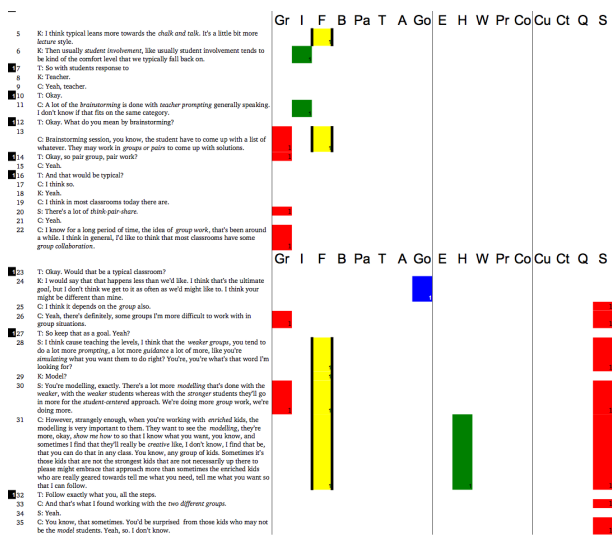 Gr I F B Pa T A Go E H W Pr Co Cu Ct Q S
5 K: I think typical leans more towards the chalk and talk. It's a little bit more
lecture style.
6 K: Then usually student involvement, like usually student involvement tends to
be kind of the comfort level that we typically fall back on.
1 7 T: So with students response to
8 K: Teacher.
9 C: Yeah, teacher.
1 10 T: Okay.
11 C: A lot of the brainstorming is done with teacher prompting generally speaking.
I don't know if that fits on the same category.
1 12 T: Okay. What do you mean by brainstorming?
13
C: Brainstorming session, you know, the student have to come up with a list of
whatever. They may work in groups or pairs to come up with solutions.
1 14 T: Okay, so pair group, pair work?
15 C: Yeah.
1 16 T: And that would be typical?
17 C: I think so.
18 K: Yeah.
19 C: I think in most classrooms today there are.
20 S: There's a lot of think-pair-share.
21 C: Yeah.
22 C: I know for a long period of time, the idea of group work, that's been around
a while. I think in general, I'd like to think that most classrooms have some
group collaboration.
Gr I F B Pa T A Go E H W Pr Co Cu Ct Q S
1 23 T: Okay. Would that be a typical classroom?
24 K: I would say that that happens less than we'd like. I think that's the ultimate
goal, but I don't think we get to it as often as we'd might like to. I think your
might be different than mine.
25 C: I think it depends on the group also.
26 C: Yeah, there's definitely, some groups I'm more difficult to work with in
group situations.
1 27 T: So keep that as a goal. Yeah?
28 S: I think cause teaching the levels, I think that the weaker groups, you tend to
do a lot more prompting, a lot more guidance a lot of more, like you're
simulating what you want them to do right? You're, you're what's that word I'm
looking for?
29 K: Model?
30 S: You're modelling, exactly. There's a lot more modelling that's done with the
weaker, with the weaker students whereas with the stronger students they'll go
in more for the student-centered approach. We're doing more group work, we're
doing more.
31 C: However, strangely enough, when you're working with enriched kids, the
modelling is very important to them. They want to see the modelling, they're
more, okay, show me how to so that I know what you want, you know, and
sometimes I find that they'll really be creative like, I don't know, I find that be,
that you can do that in any class. You know, any group of kids. Sometimes it's
those kids that are not the strongest kids that are not necessarily up there to
please might embrace that approach more than sometimes the enriched kids
who are really geared towards tell me what you need, tell me what you want so
that I can follow.
1 32 T: Follow exactly what you, all the steps.
33 C: And that's what I found working with the two different groups.
34 S: Yeah.
35 C: You know, that sometimes. You'd be surprised from those kids who may not
be the model students. Yeah, so. I don't know.